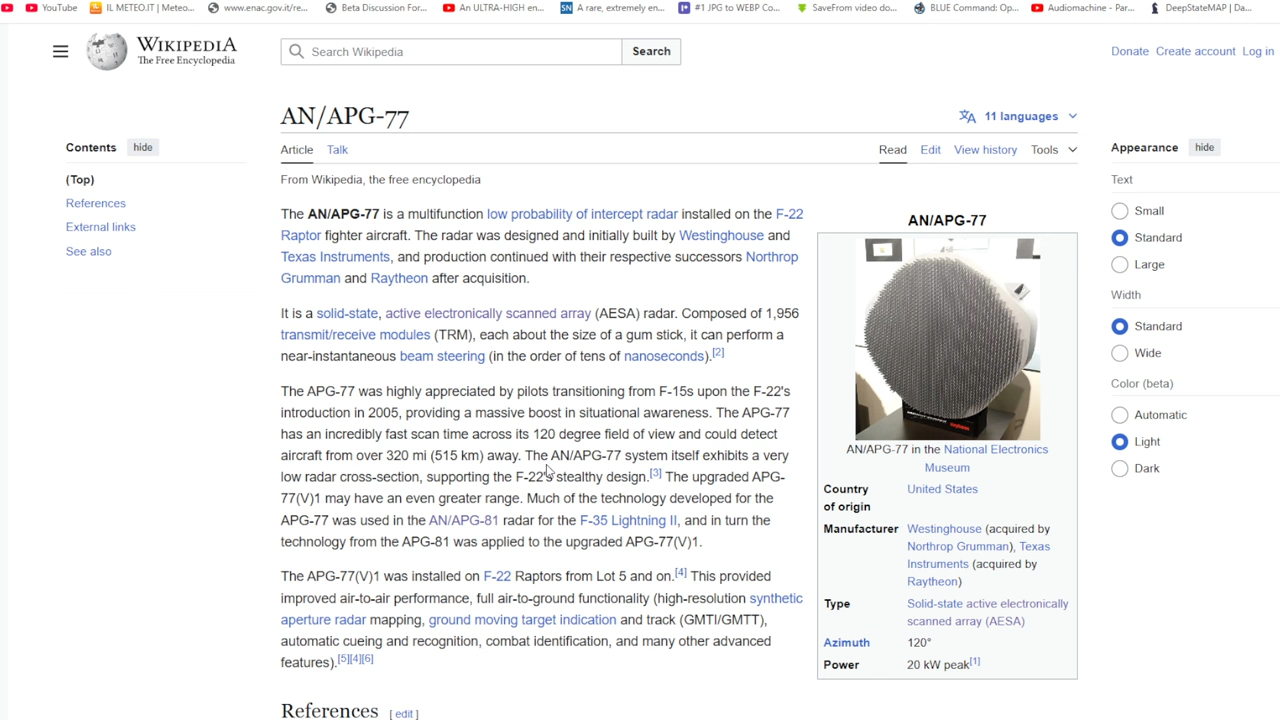 YouTube
YouTube
IL METEO.IT | Meteo...
www.enac.gov.it/re...
Beta Discussion For...
An ULTRA-HIGH en...
SN A rare, extremely en...
#1 JPG to WEBP Co...
SaveFrom video do...
BLUE Command: Op...
Audiomachine - Par...
DeepStateMAP | Da...
WIKIPEDIA
The Free Encyclopedia
Search Wikipedia
Search
Donate Create account Log in
AN/APG-77
11 languages
Contents hide
(Top)
References
External links
See also
Article Talk
Read Edit View history Tools
From Wikipedia, the free encyclopedia
The AN/APG-77 is a multifunction low probability of intercept radar installed on the F-22
Raptor fighter aircraft. The radar was designed and initially built by Westinghouse and
Texas Instruments, and production continued with their respective successors Northrop
Grumman and Raytheon after acquisition.
It is a solid-state, active electronically scanned array (AESA) radar. Composed of 1,956
transmit/receive modules (TRM), each about the size of a gum stick, it can perform a
near-instantaneous beam steering (in the order of tens of nanoseconds).[2]
The APG-77 was highly appreciated by pilots transitioning from F-15s upon the F-22's
introduction in 2005, providing a massive boost in situational awareness. The APG-77
has an incredibly fast scan time across its 120 degree field of view and could detect
aircraft from over 320 mi (515 km) away. The AN/APG-77 system itself exhibits a very
low radar cross-section, supporting the F-22's stealthy design.[3] The upgraded APG-
77(V)1 may have an even greater range. Much of the technology developed for the
APG-77 was used in the AN/APG-81 radar for the F-35 Lightning II, and in turn the
technology from the APG-81 was applied to the upgraded APG-77(V)1.
The APG-77(V)1 was installed on F-22 Raptors from Lot 5 and on.[4] This provided
improved air-to-air performance, full air-to-ground functionality (high-resolution synthetic
aperture radar mapping, ground moving target indication and track (GMTI/GMTT),
automatic cueing and recognition, combat identification, and many other advanced
features).[5][4][6]
References [ edit ]
AN/APG-77
AN/APG-77 in the National Electronics
Museum
Country
of origin
United States
Manufacturer
Westinghouse (acquired by
Northrop Grumman), Texas
Instruments (acquired by
Raytheon)
Type
Solid-state active electronically
scanned array (AESA)
Azimuth 120°
Power 20 kW peak[1]
Appearance hide
Text
Small
Standard
Large
Width
Standard
Wide
Color (beta)
Automatic
Light
Dark